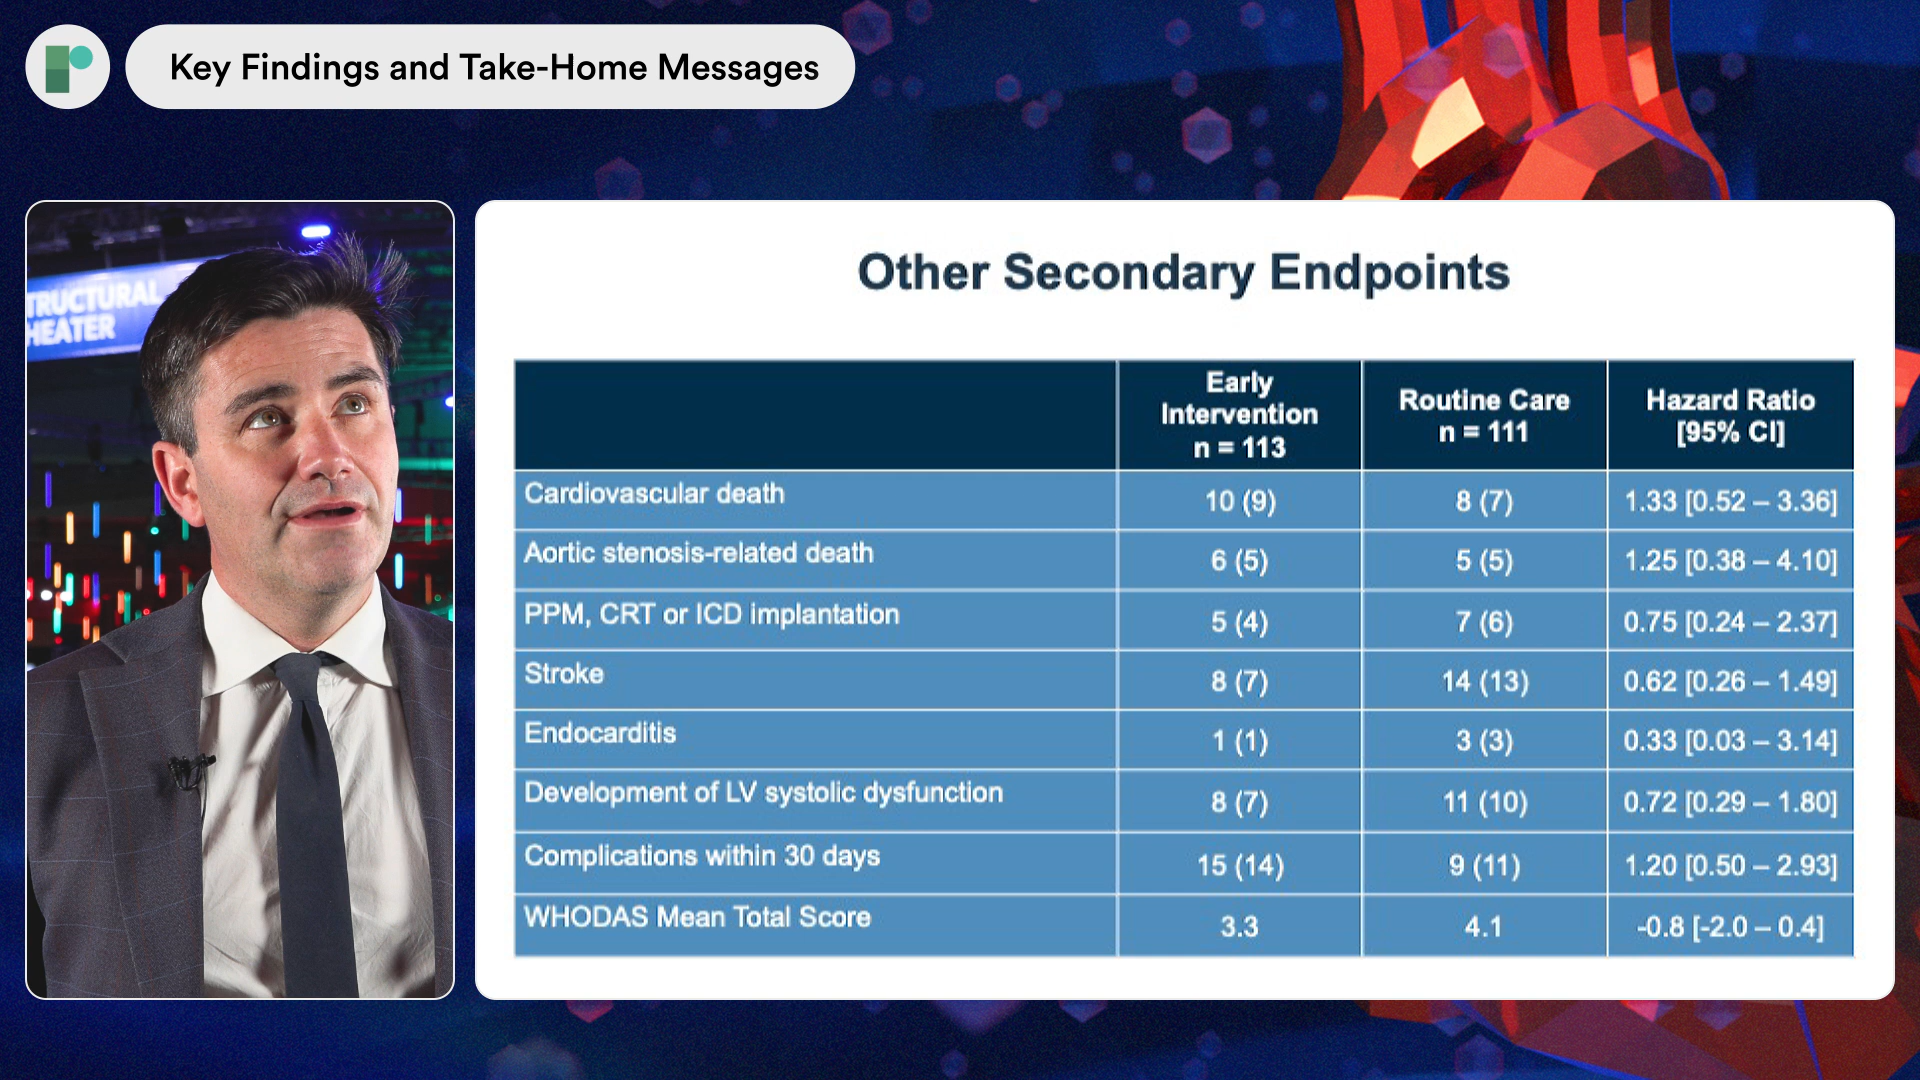 Key Findings and Take-Home Messages
TRUCTURAL
HEATER
Other Secondary Endpoints
Early Intervention n = 113 Routine Care n = 111 Hazard Ratio [95% CI]
Cardiovascular death 10 (9) 8 (7) 1.33 [0.52 – 3.36]
Aortic stenosis-related death 6 (5) 5 (5) 1.25 [0.38 – 4.10]
PPM, CRT or ICD implantation 5 (4) 7 (6) 0.75 [0.24 – 2.37]
Stroke 8 (7) 14 (13) 0.62 [0.26 – 1.49]
Endocarditis 1 (1) 3 (3) 0.33 [0.03 – 3.14]
Development of LV systolic dysfunction 8 (7) 11 (10) 0.72 [0.29 – 1.80]
Complications within 30 days 15 (14) 9 (11) 1.20 [0.50 – 2.93]
WHODAS Mean Total Score 3.3 4.1 -0.8 [-2.0 – 0.4]